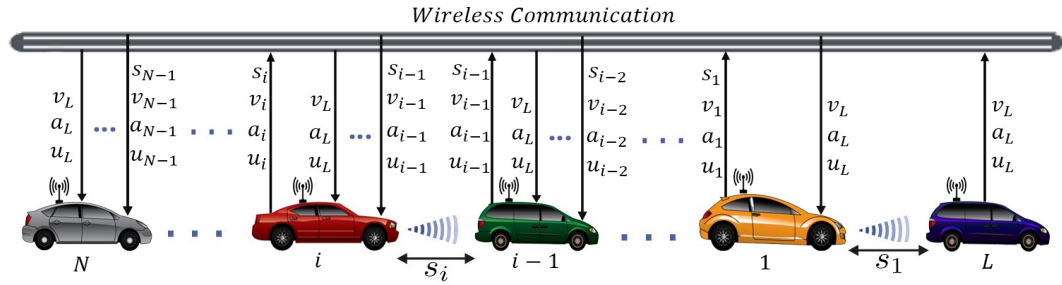 Wireless Communication
v_L a_L u_L
...
s_{N-1} v_{N-1} a_{N-1} u_{N-1}
....
s_i v_i a_i u_i
v_L a_L u_L
...
s_{i-1} v_{i-1} a_{i-1} u_{i-1}
s_{i-1} v_{i-1} a_{i-1} u_{i-1}
v_L a_L u_L
...
s_{i-2} v_{i-2} a_{i-2} u_{i-2}
....
s_1 v_1 a_1 u_1
v_L a_L u_L
v_L a_L u_L
N
....
i
s_i
i-1
....
1
s_1
L